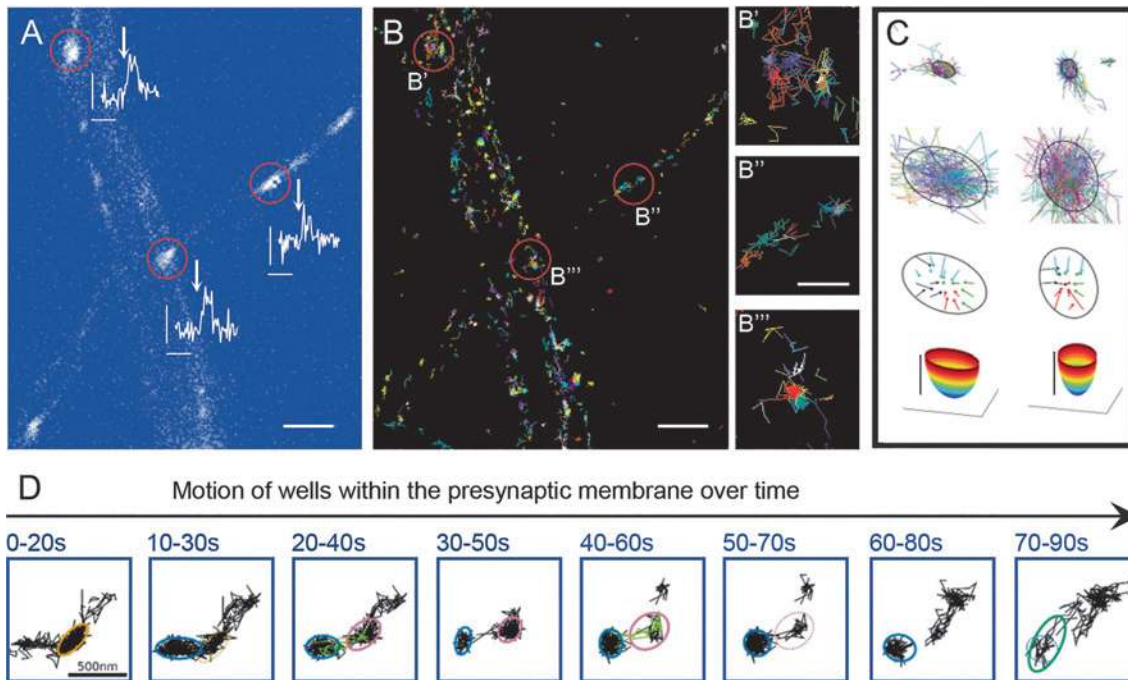 A
B
B'
B''
B'''
B'
B''
B'''
C
D
Motion of wells within the presynaptic membrane over time
0-20s
10-30s
20-40s
30-50s
40-60s
50-70s
60-80s
70-90s
500nm